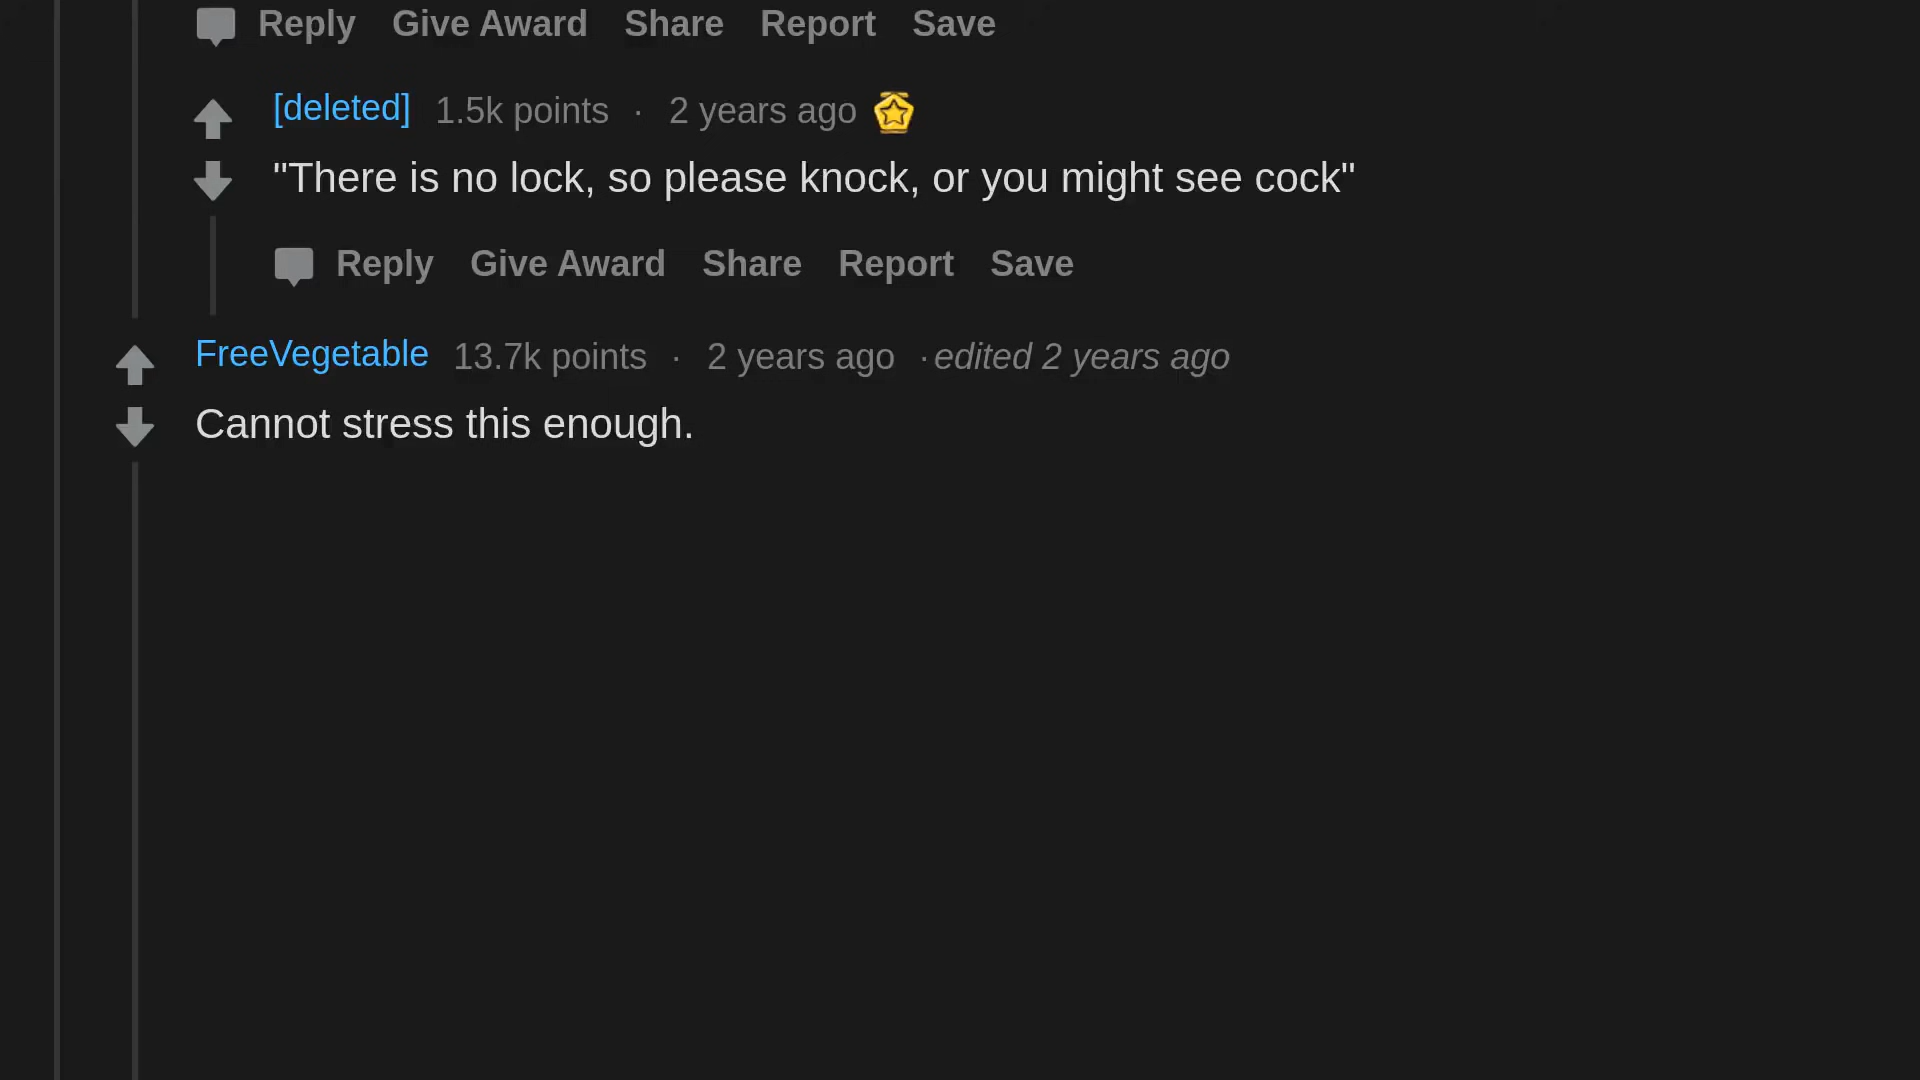 Reply Give Award Share Report Save
[deleted] 1.5k points · 2 years ago
"There is no lock, so please knock, or you might see cock"
Reply Give Award Share Report Save
FreeVegetable 13.7k points · 2 years ago ·edited 2 years ago
Cannot stress this enough.